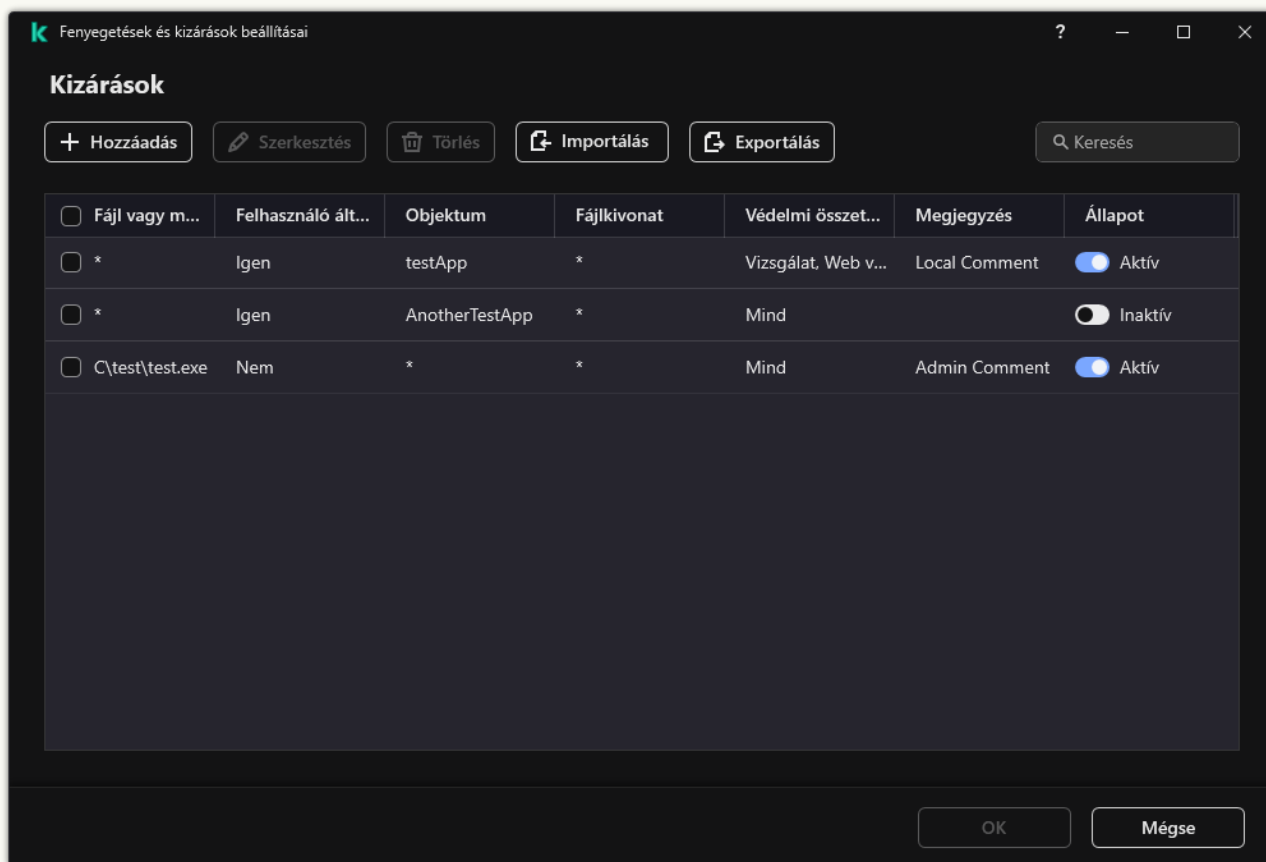 Fenyegetések és kizárások beállításai
?
Kizárások
Hozzáadás Szerkesztés Törlés Importálás Exportálás Keresés
Fájl vagy m... Felhasználó ált... Objektum Fájlkivonat Védelmi összet... Megjegyzés Állapot
* Igen testApp * Vizsgálat, Web v... Local Comment Aktív
* Igen AnotherTestApp * Mind Inaktív
C\test\test.exe Nem * * Mind Admin Comment Aktív
OK Mégse